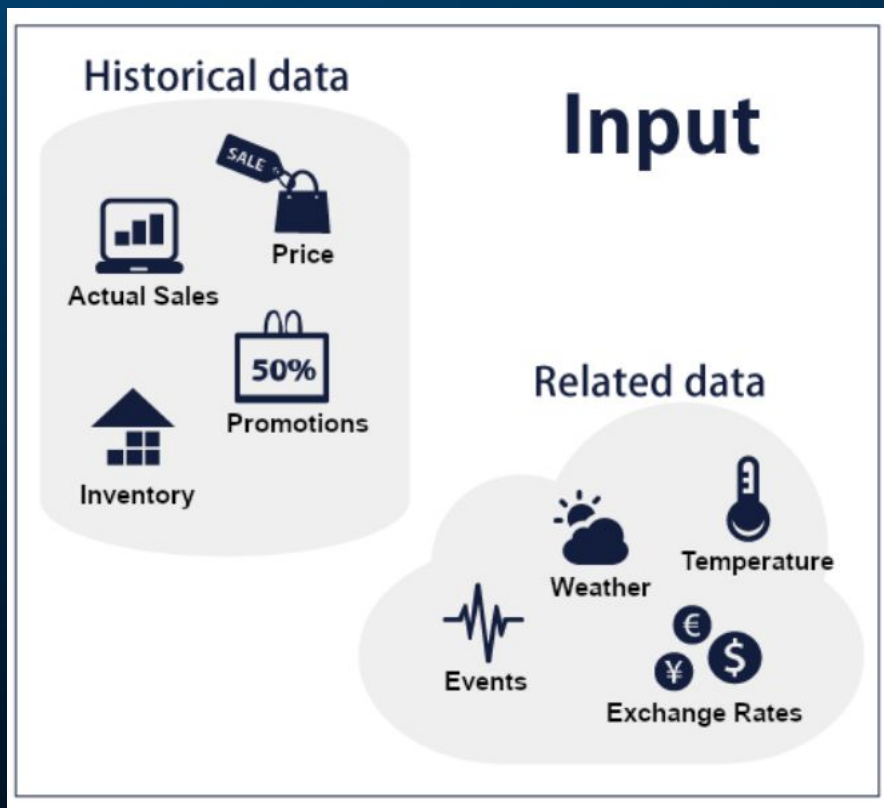 Historical data
Input
SALE
Price
Actual Sales
50%
Promotions
Inventory
Related data
Temperature
Weather
€
¥
$
Events
Exchange Rates